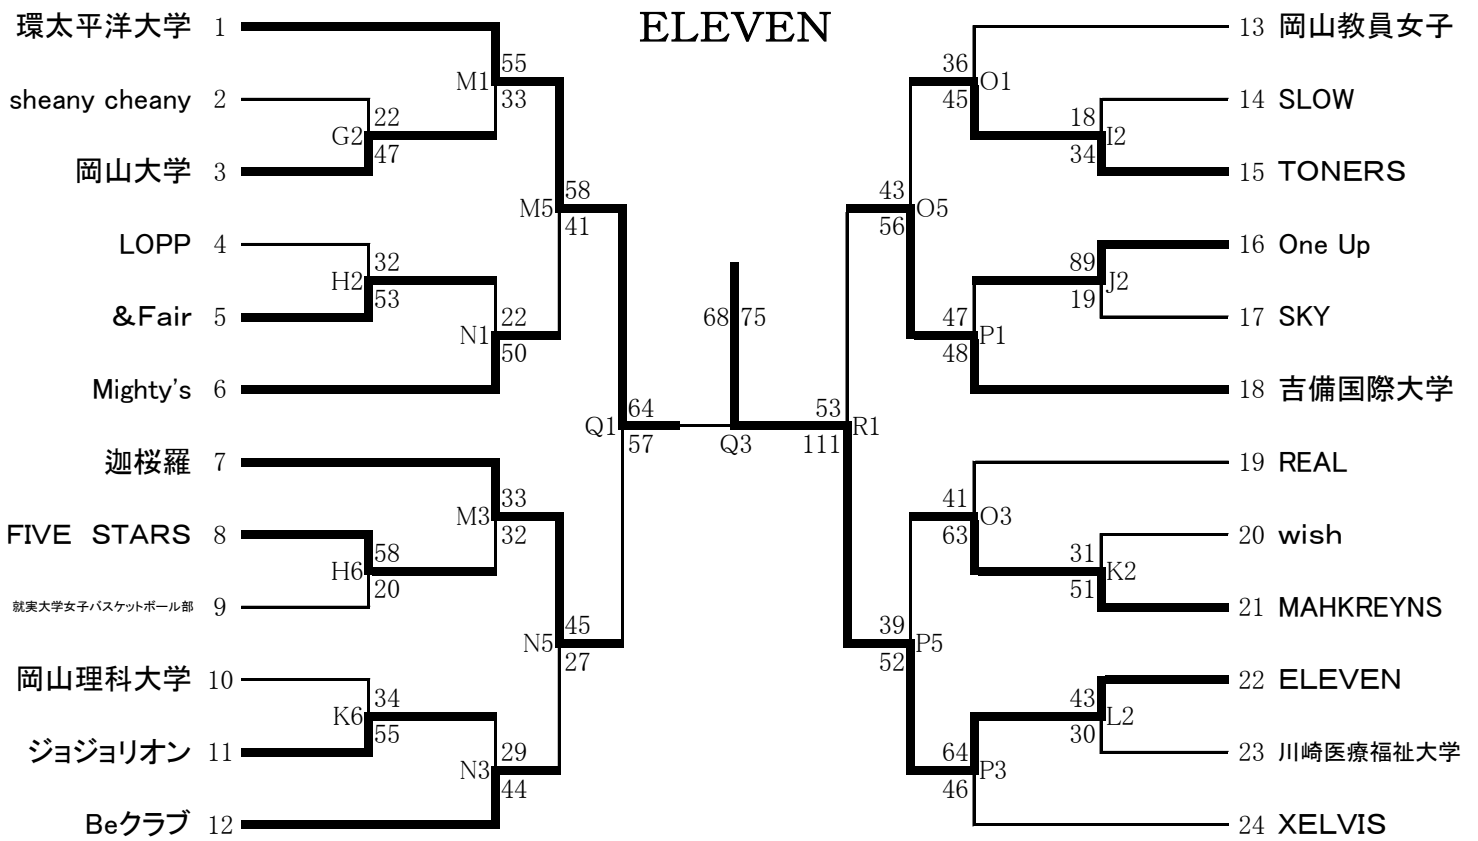 ELEVEN
環太平洋大学 1
sheany cheany 2
岡山大学 3
LOPP 4
＆Fair 5
Mighty's 6
迦桜羅 7
FIVE　STARS 8
就実大学女子バスケットボール部 9
岡山理科大学 10
ジョジョリオン 11
Beクラブ 12
G2 22 47
H2 32 53
H6 58 20
K6 34 55
M1 55 33
N1 22 50
M3 33 32
N3 29 44
M5 58 41
N5 45 27
Q1 64 57
68 75
Q3
53 111 R1
43 56 O5
39 52 P5
36 45 O1
47 48 P1
41 63 O3
64 46 P3
18 34 I2
89 19 J2
31 51 K2
43 30 L2
13 岡山教員女子
14 SLOW
15 TONERS
16 One Up
17 SKY
18 吉備国際大学
19 REAL
20 wish
21 MAHKREYNS
22 ELEVEN
23 川崎医療福祉大学
24 XELVIS